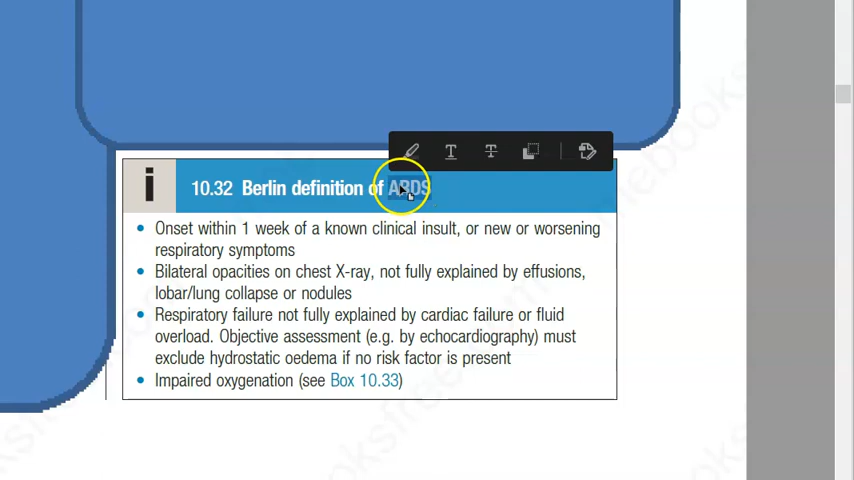 i
10.32 Berlin definition of ARDS
• Onset within 1 week of a known clinical insult, or new or worsening
respiratory symptoms
• Bilateral opacities on chest X-ray, not fully explained by effusions,
lobar/lung collapse or nodules
• Respiratory failure not fully explained by cardiac failure or fluid
overload. Objective assessment (e.g. by echocardiography) must
exclude hydrostatic oedema if no risk factor is present
• Impaired oxygenation (see Box 10.33)